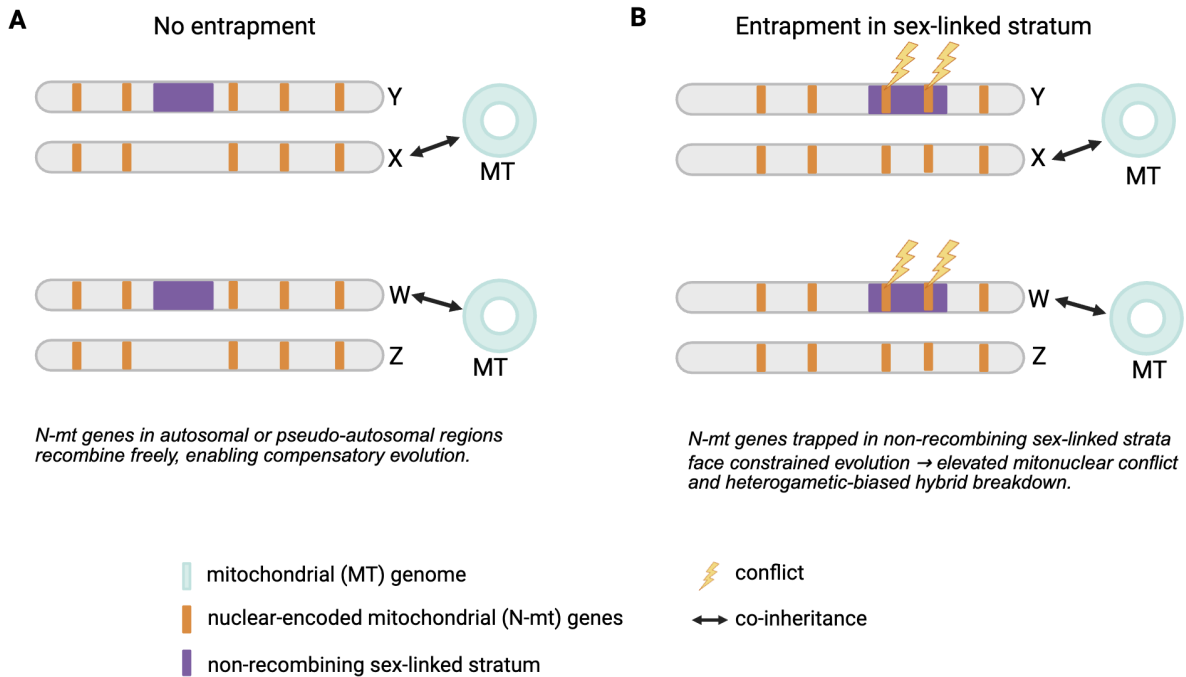 A
No entrapment
Y
X
MT
W
Z
MT
N-mt genes in autosomal or pseudo-autosomal regions
recombine freely, enabling compensatory evolution.
B
Entrapment in sex-linked stratum
Y
X
MT
W
Z
MT
N-mt genes trapped in non-recombining sex-linked strata
face constrained evolution → elevated mitonuclear conflict
and heterogametic-biased hybrid breakdown.
mitochondrial (MT) genome
nuclear-encoded mitochondrial (N-mt) genes
non-recombining sex-linked stratum
conflict
co-inheritance